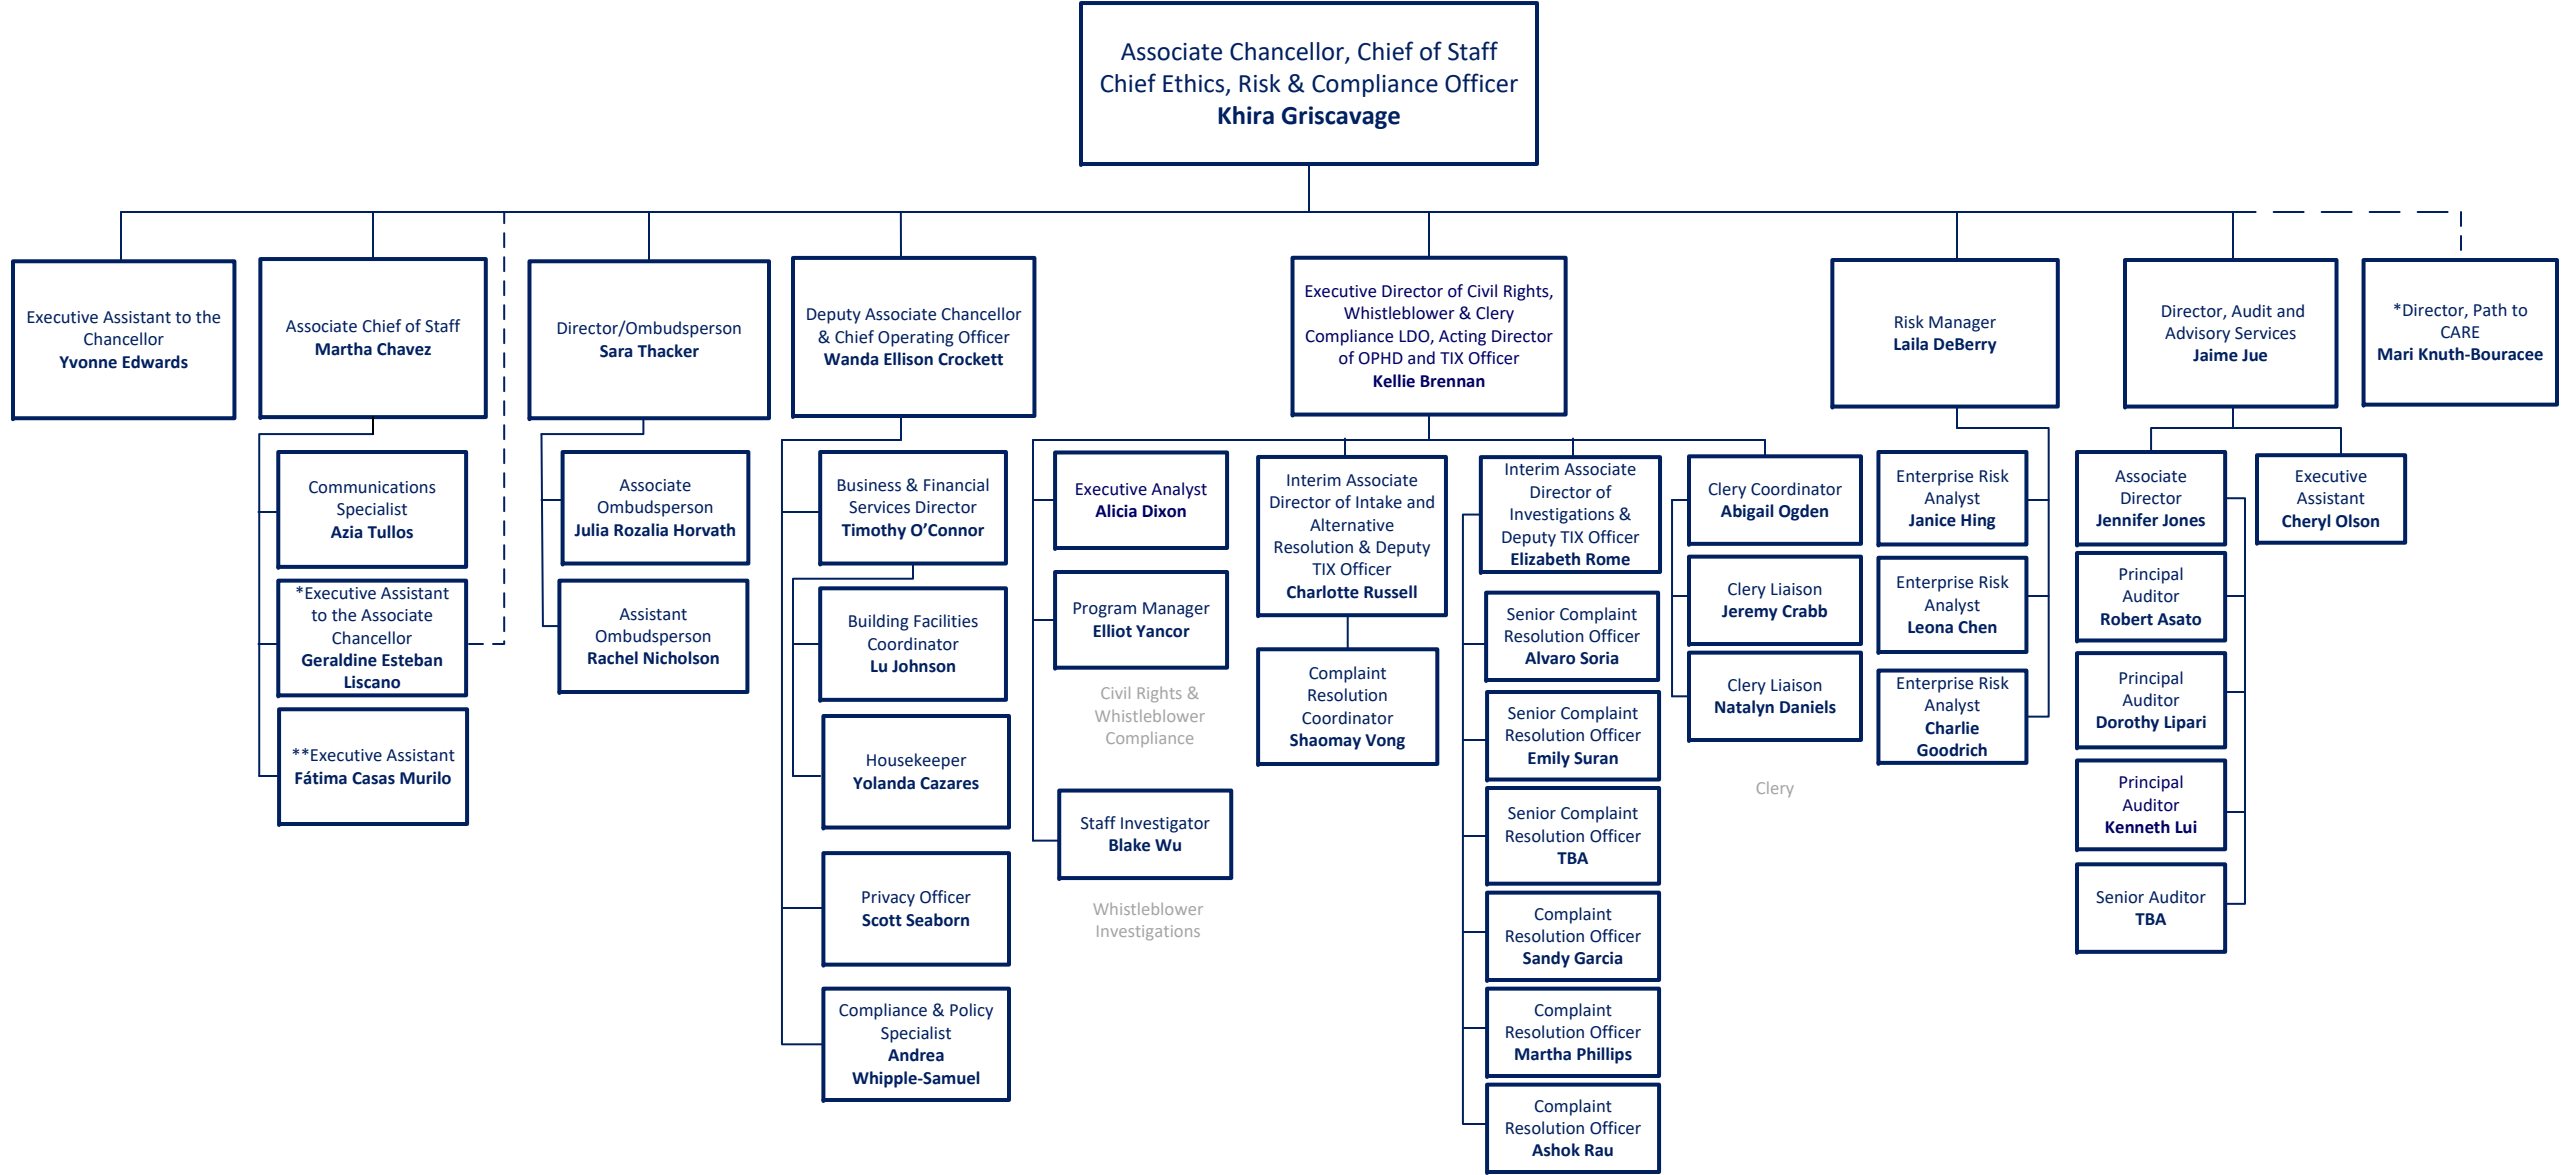 Associate Chancellor, Chief of Staff
Chief Ethics, Risk & Compliance Officer
Khira Griscavage
Executive Assistant to the
Chancellor
Yvonne Edwards
Associate Chief of Staff
Martha Chavez
Director/Ombudsperson
Sara Thacker
Deputy Associate Chancellor
& Chief Operating Officer
Wanda Ellison Crockett
Executive Director of Civil Rights,
Whistleblower & Clery
Compliance LDO, Acting Director
of OPHD and TIX Officer
Kellie Brennan
Risk Manager
Laila DeBerry
Director, Audit and
Advisory Services
Jaime Jue
*Director, Path to
CARE
Mari Knuth-Bouracee
Communications
Specialist
Azia Tullos
*Executive Assistant
to the Associate
Chancellor
Geraldine Esteban
Liscano
**Executive Assistant
Fátima Casas Murilo
Associate
Ombudsperson
Julia Rozalia Horvath
Assistant
Ombudsperson
Rachel Nicholson
Business & Financial
Services Director
Timothy O’Connor
Building Facilities
Coordinator
Lu Johnson
Housekeeper
Yolanda Cazares
Privacy Officer
Scott Seaborn
Compliance & Policy
Specialist
Andrea
Whipple-Samuel
Executive Analyst
Alicia Dixon
Program Manager
Elliot Yancor
Civil Rights &
Whistleblower
Compliance
Staff Investigator
Blake Wu
Whistleblower
Investigations
Interim Associate
Director of Intake and
Alternative
Resolution & Deputy
TIX Officer
Charlotte Russell
Complaint
Resolution
Coordinator
Shaomay Vong
Interim Associate
Director of
Investigations &
Deputy TIX Officer
Elizabeth Rome
Senior Complaint
Resolution Officer
Alvaro Soria
Senior Complaint
Resolution Officer
Emily Suran
Senior Complaint
Resolution Officer
TBA
Complaint
Resolution Officer
Sandy Garcia
Complaint
Resolution Officer
Martha Phillips
Complaint
Resolution Officer
Ashok Rau
Clery Coordinator
Abigail Ogden
Clery Liaison
Jeremy Crabb
Clery Liaison
Natalyn Daniels
Clery
Enterprise Risk
Analyst
Janice Hing
Enterprise Risk
Analyst
Leona Chen
Enterprise Risk
Analyst
Charlie
Goodrich
Associate
Director
Jennifer Jones
Principal
Auditor
Robert Asato
Principal
Auditor
Dorothy Lipari
Principal
Auditor
Kenneth Lui
Senior Auditor
TBA
Executive
Assistant
Cheryl Olson